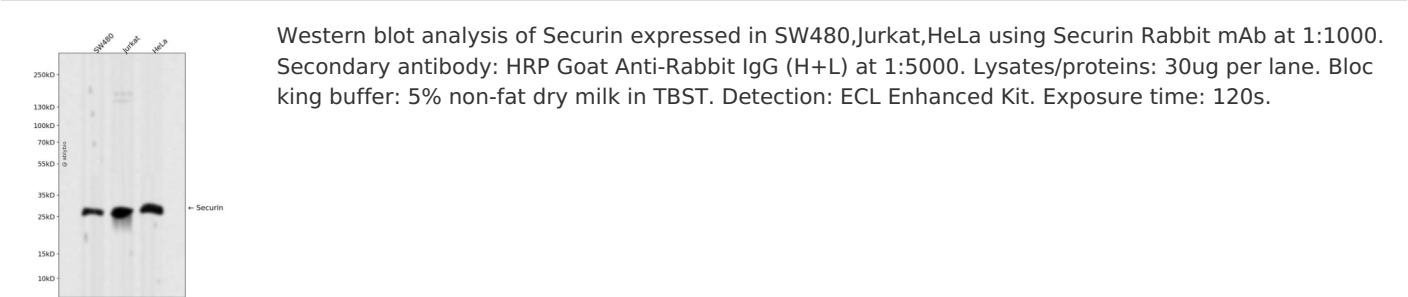 SW480 Jurkat HeLa
250kD
130kD
100kD
70kD
55kD
35kD
25kD
15kD
10kD
@ abybio
← Securin
Western blot analysis of Securin expressed in SW480,Jurkat,HeLa using Securin Rabbit mAb at 1:1000.
Secondary antibody: HRP Goat Anti-Rabbit IgG (H+L) at 1:5000. Lysates/proteins: 30ug per lane. Bloc
king buffer: 5% non-fat dry milk in TBST. Detection: ECL Enhanced Kit. Exposure time: 120s.